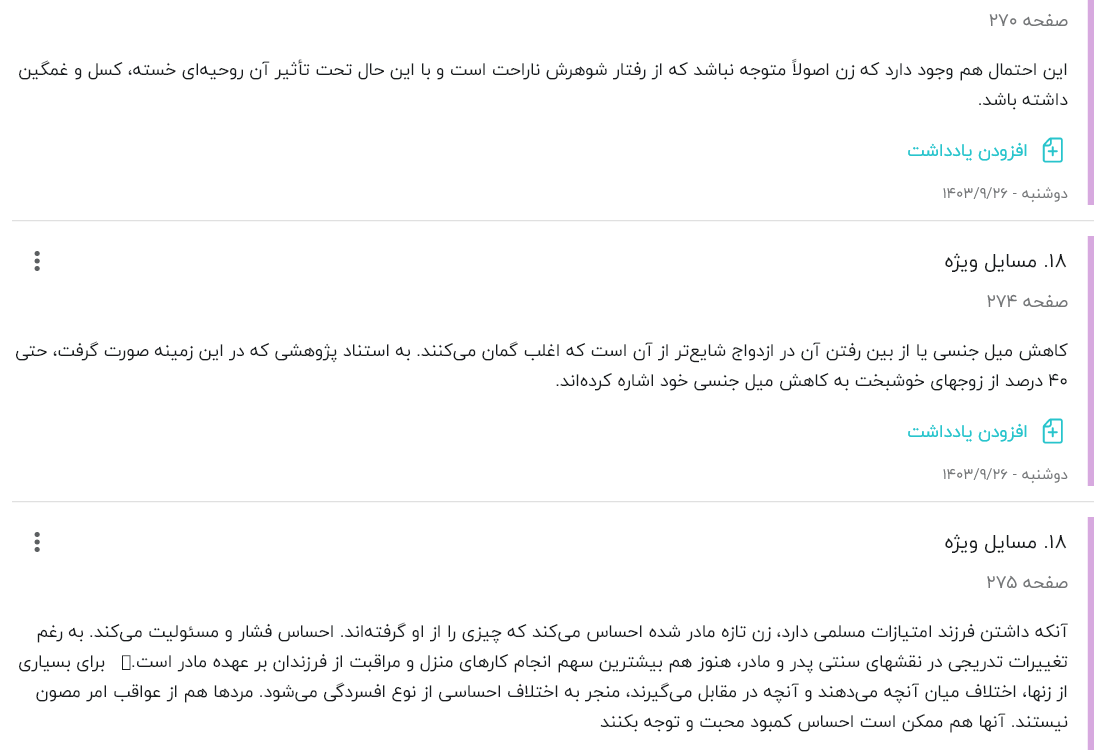 صفحه ۲۷۰
این احتمال هم وجود دارد که زن اصولاً متوجه نباشد که از رفتار شوهرش ناراحت است و با این حال تحت تأثیر آن روحیه‌ای خسته، کسل و غمگین
داشته باشد.
افزودن یادداشت
دوشنبه - ۱۴۰۳/۹/۲۶
۱۸. مسایل ویژه
صفحه ۲۷۴
کاهش میل جنسی یا از بین رفتن آن در ازدواج شایع‌تر از آن است که اغلب گمان می‌کنند. به استناد پژوهشی که در این زمینه صورت گرفت، حتی
۴۰ درصد از زوجهای خوشبخت به کاهش میل جنسی خود اشاره کرده‌اند.
افزودن یادداشت
دوشنبه - ۱۴۰۳/۹/۲۶
۱۸. مسایل ویژه
صفحه ۲۷۵
آنکه داشتن فرزند امتیازات مسلمی دارد، زن تازه مادر شده احساس می‌کند که چیزی را از او گرفته‌اند. احساس فشار و مسئولیت می‌کند. به رغم
تغییرات تدریجی در نقشهای سنتی پدر و مادر، هنوز هم بیشترین سهم انجام کارهای منزل و مراقبت از فرزندان بر عهده مادر است. برای بسیاری
از زنها، اختلاف میان آنچه می‌دهند و آنچه در مقابل می‌گیرند، منجر به اختلاف احساسی از نوع افسردگی می‌شود. مردها هم از عواقب امر مصون
نیستند. آنها هم ممکن است احساس کمبود محبت و توجه بکنند